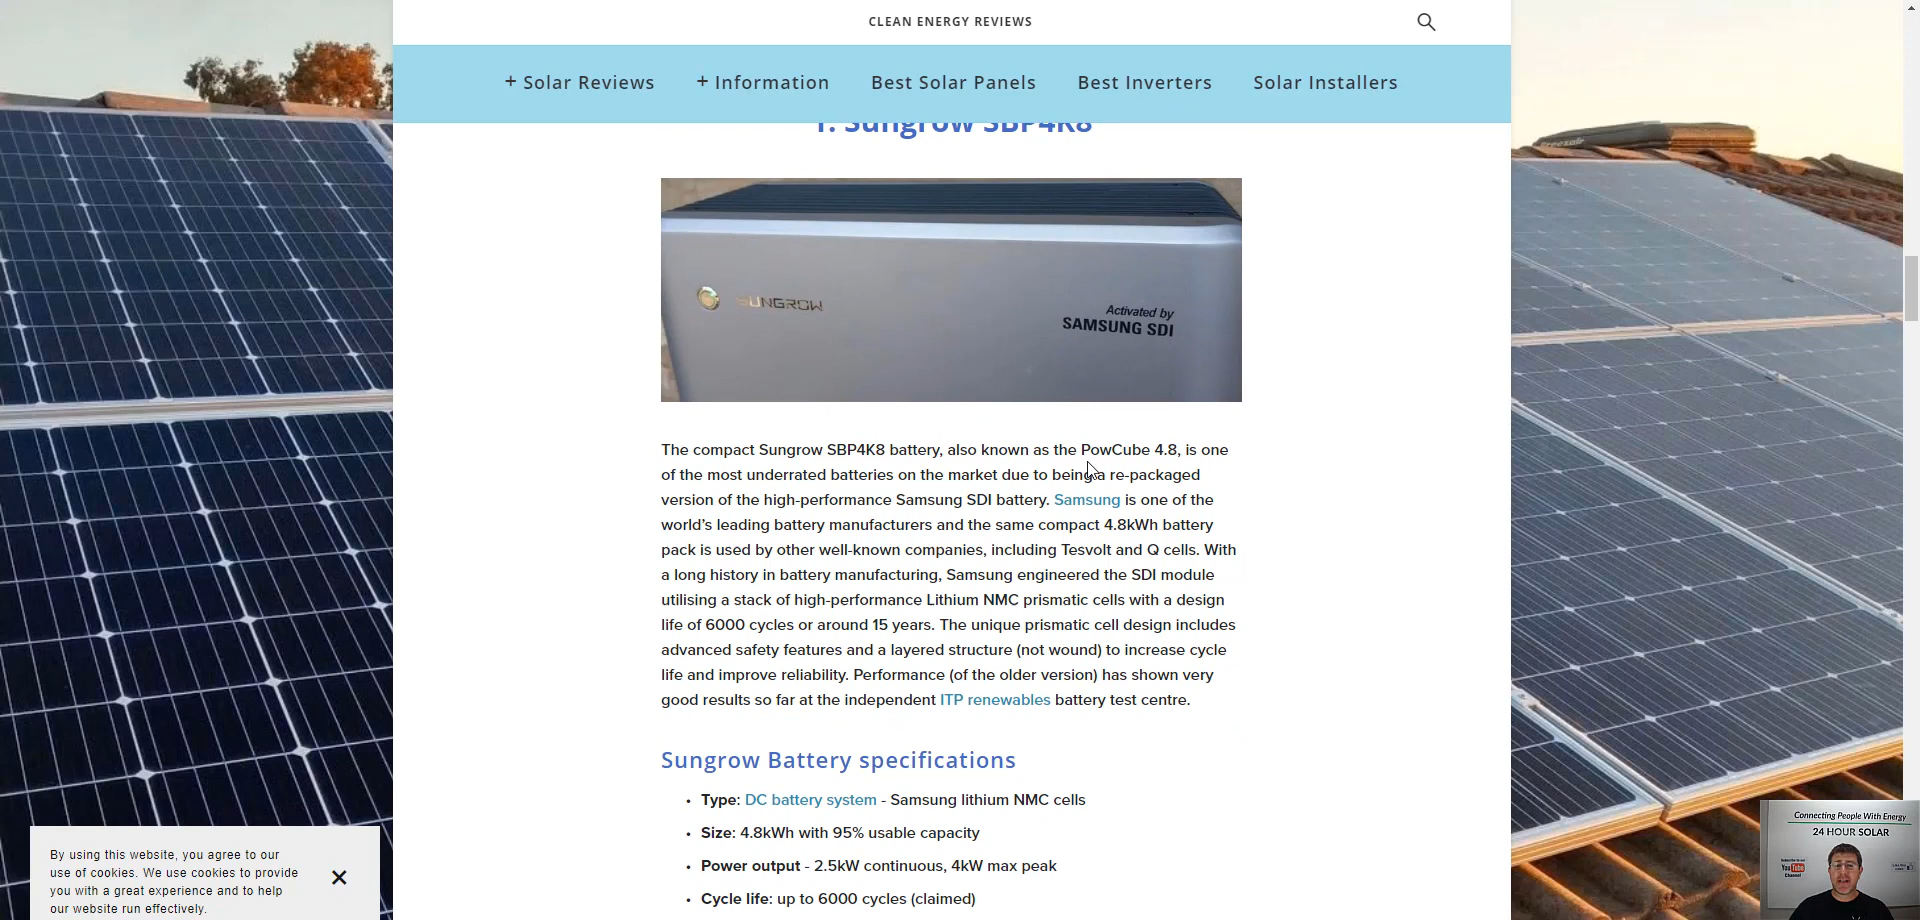 CLEAN ENERGY REVIEWS
+ Solar Reviews + Information Best Solar Panels Best Inverters Solar Installers
1. Sungrow SBP4K8
SUNGROW
Activated by
SAMSUNG SDI
The compact Sungrow SBP4K8 battery, also known as the PowCube 4.8, is one
of the most underrated batteries on the market due to being a re-packaged
version of the high-performance Samsung SDI battery. Samsung is one of the
world’s leading battery manufacturers and the same compact 4.8kWh battery
pack is used by other well-known companies, including Tesvolt and Q cells. With
a long history in battery manufacturing, Samsung engineered the SDI module
utilising a stack of high-performance Lithium NMC prismatic cells with a design
life of 6000 cycles or around 15 years. The unique prismatic cell design includes
advanced safety features and a layered structure (not wound) to increase cycle
life and improve reliability. Performance (of the older version) has shown very
good results so far at the independent ITP renewables battery test centre.
Sungrow Battery specifications
• Type: DC battery system - Samsung lithium NMC cells
• Size: 4.8kWh with 95% usable capacity
• Power output - 2.5kW continuous, 4kW max peak
• Cycle life: up to 6000 cycles (claimed)
By using this website, you agree to our
use of cookies. We use cookies to provide
you with a great experience and to help
our website run effectively.
Connecting People With Energy
24 HOUR SOLAR
YouTube
Channel